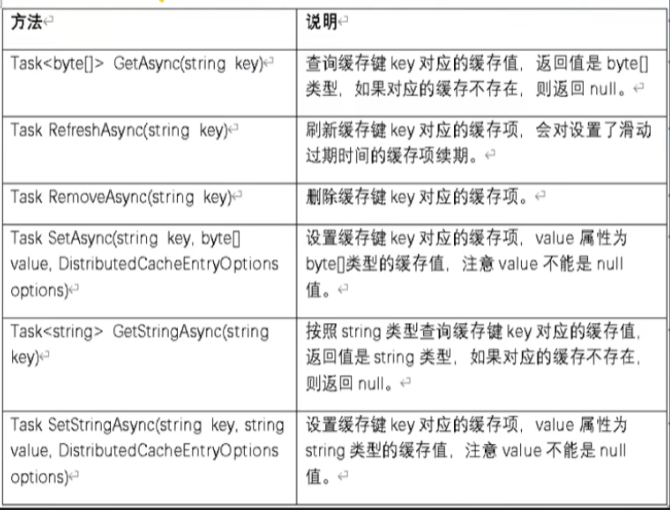 方法
说明
Task<byte[]> GetAsync(string key)
查询缓存键 key 对应的缓存值，返回值是 byte[]
类型，如果对应的缓存不存在，则返回 null。
Task RefreshAsync(string key)
刷新缓存键 key 对应的缓存项，会对设置了滑动
过期时间的缓存项续期。
Task RemoveAsync(string key)
删除缓存键 key 对应的缓存项。
Task SetAsync(string key, byte[]
value, DistributedCacheEntryOptions
options)
设置缓存键 key 对应的缓存项，value 属性为
byte[]类型的缓存值，注意 value 不能是 null
值。
Task<string> GetStringAsync(string
key)
按照 string 类型查询缓存键 key 对应的缓存值，
返回值是 string 类型，如果对应的缓存不存在，
则返回 null。
Task SetStringAsync(string key, string
value, DistributedCacheEntryOptions
options)
设置缓存键 key 对应的缓存项，value 属性为
string 类型的缓存值，注意 value 不能是 null
值。